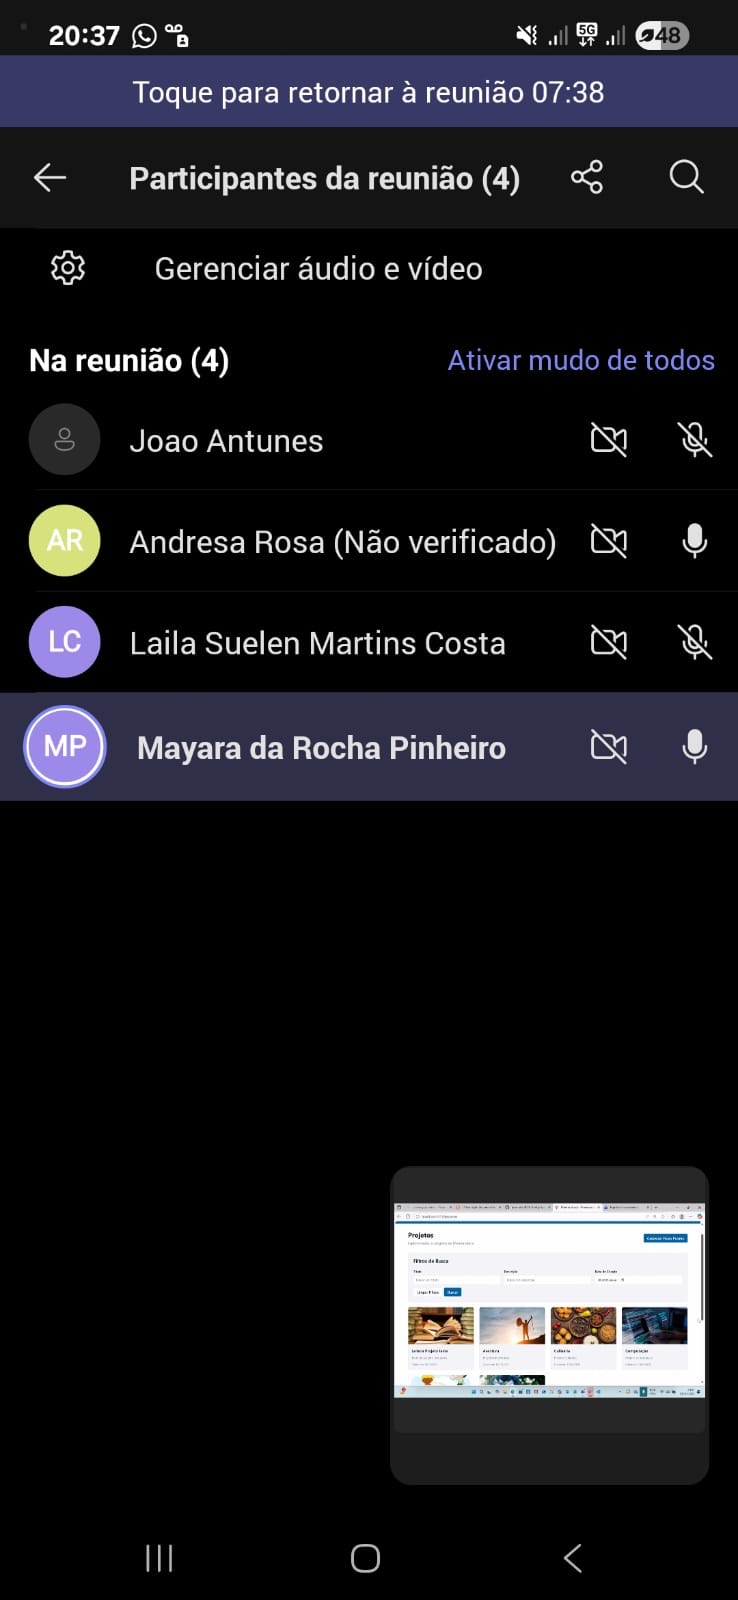 20:37
5G
48
Toque para retornar à reunião 07:38
Participantes da reunião (4)
Gerenciar áudio e vídeo
Na reunião (4)
Ativar mudo de todos
Joao Antunes
AR
Andresa Rosa (Não verificado)
LC
Laila Suelen Martins Costa
MP
Mayara da Rocha Pinheiro
Projetos
Filtros de Busca